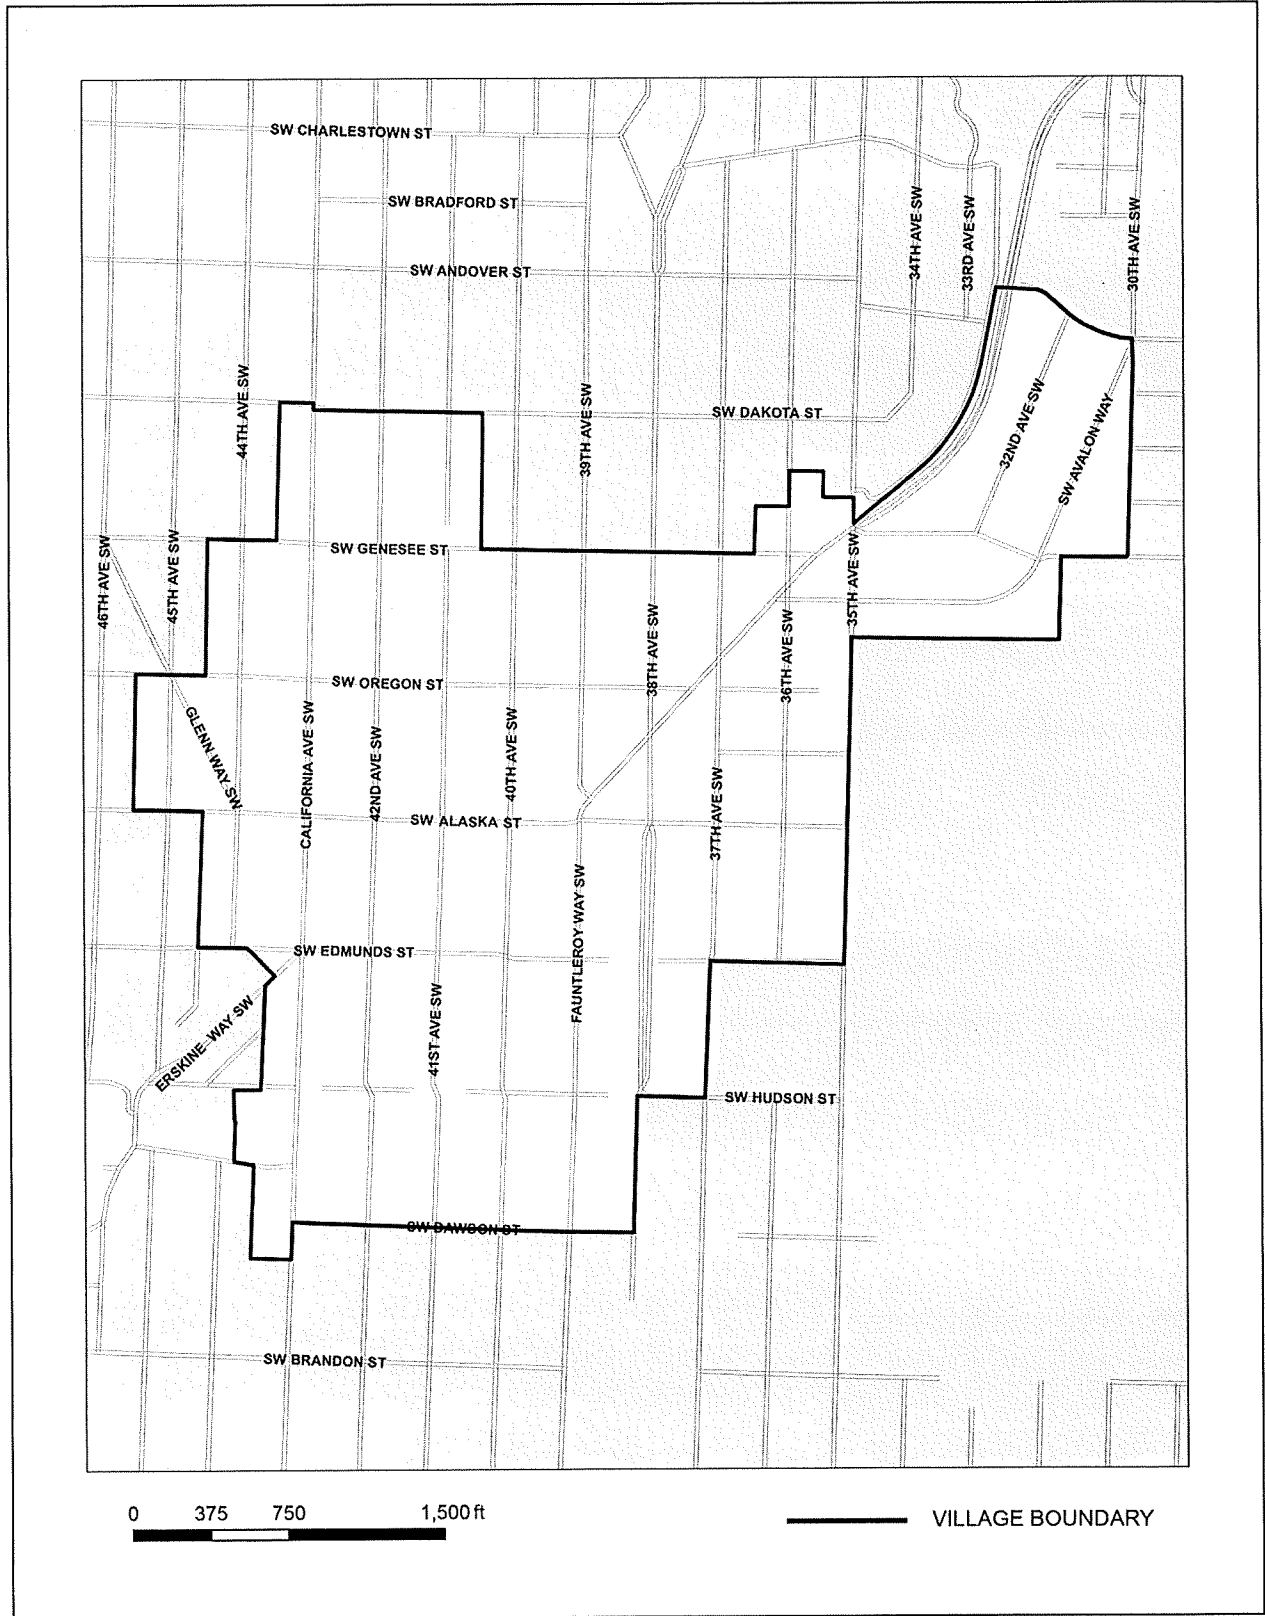 SW CHARLESTOWN ST
SW BRADFORD ST
34TH AVE SW
33RD AVE SW
30TH AVE SW
SW ANDOVER ST
44TH AVE SW
39TH AVE SW
SW DAKOTA ST
32ND AVE SW
SW AVALON WAY
46TH AVE SW
45TH AVE SW
SW GENESEE ST
35TH AVE SW
38TH AVE SW
36TH AVE SW
SW OREGON ST
GLENN WAY SW
CALIFORNIA AVE SW
42ND AVE SW
40TH AVE SW
37TH AVE SW
SW ALASKA ST
FAUNTLEROY WAY SW
SW EDMUNDS ST
41ST AVE SW
ERSKINE WAY SW
SW HUDSON ST
SW DAWSON ST
SW BRANDON ST
0 375 750 1,500 ft
VILLAGE BOUNDARY